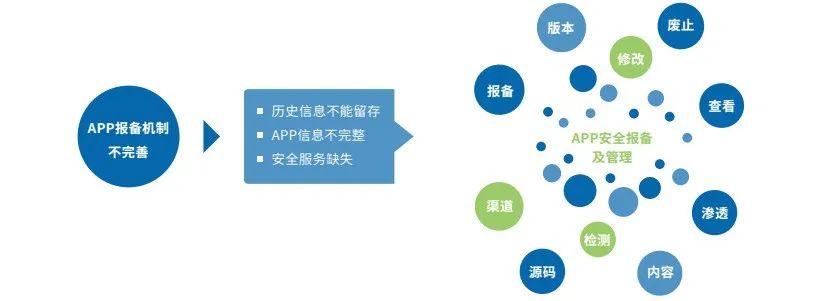 APP报备机制
不完善
历史信息不能留存
APP信息不完整
安全服务缺失
版本
废止
修改
报备
查看
APP安全报备
及管理
渠道
渗透
检测
源码
内容